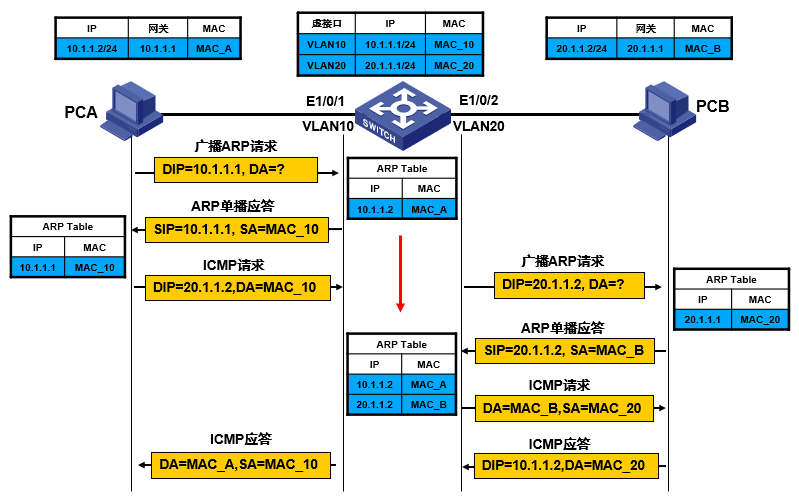 IP 网关 MAC
10.1.1.2/24 10.1.1.1 MAC_A
虚接口 IP MAC
VLAN10 10.1.1.1/24 MAC_10
VLAN20 20.1.1.1/24 MAC_20
IP 网关 MAC
20.1.1.2/24 20.1.1.1 MAC_B
PCA
E1/0/1
VLAN10
SWITCH
E1/0/2
VLAN20
PCB
广播ARP请求
DIP=10.1.1.1, DA=?
ARP Table
IP MAC
10.1.1.2 MAC_A
ARP单播应答
SIP=10.1.1.1, SA=MAC_10
ARP Table
IP MAC
10.1.1.1 MAC_10
ICMP请求
DIP=20.1.1.2,DA=MAC_10
广播ARP请求
DIP=20.1.1.2, DA=?
ARP Table
IP MAC
20.1.1.1 MAC_20
ARP单播应答
SIP=20.1.1.2, SA=MAC_B
ARP Table
IP MAC
10.1.1.2 MAC_A
20.1.1.2 MAC_B
ICMP请求
DA=MAC_B,SA=MAC_20
ICMP应答
DIP=10.1.1.2,DA=MAC_20
ICMP应答
DA=MAC_A,SA=MAC_10